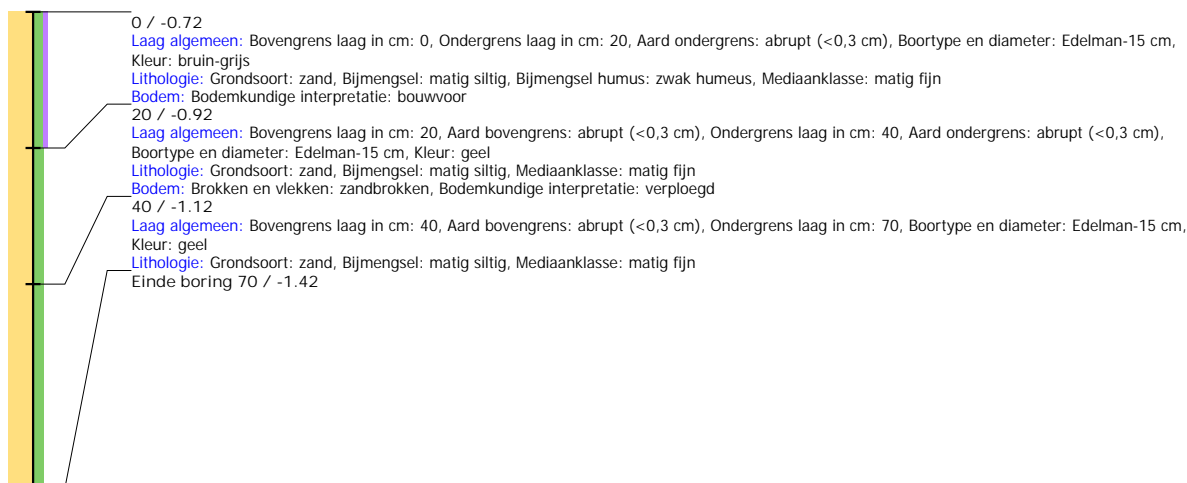 0 / -0.72
Laag algemeen: Bovengrens laag in cm: 0, Ondergrens laag in cm: 20, Aard ondergrens: abrupt (<0,3 cm), Boortype en diameter: Edelman-15 cm,
Kleur: bruin-grijs
Lithologie: Grondsoort: zand, Bijmengsel: matig siltig, Bijmengsel humus: zwak humeus, Mediaanklasse: matig fijn
Bodem: Bodemkundige interpretatie: bouwvoor
20 / -0.92
Laag algemeen: Bovengrens laag in cm: 20, Aard bovengrens: abrupt (<0,3 cm), Ondergrens laag in cm: 40, Aard ondergrens: abrupt (<0,3 cm),
Boortype en diameter: Edelman-15 cm, Kleur: geel
Lithologie: Grondsoort: zand, Bijmengsel: matig siltig, Mediaanklasse: matig fijn
Bodem: Brokken en vlekken: zandbrokken, Bodemkundige interpretatie: verploegd
40 / -1.12
Laag algemeen: Bovengrens laag in cm: 40, Aard bovengrens: abrupt (<0,3 cm), Ondergrens laag in cm: 70, Boortype en diameter: Edelman-15 cm,
Kleur: geel
Lithologie: Grondsoort: zand, Bijmengsel: matig siltig, Mediaanklasse: matig fijn
Einde boring 70 / -1.42